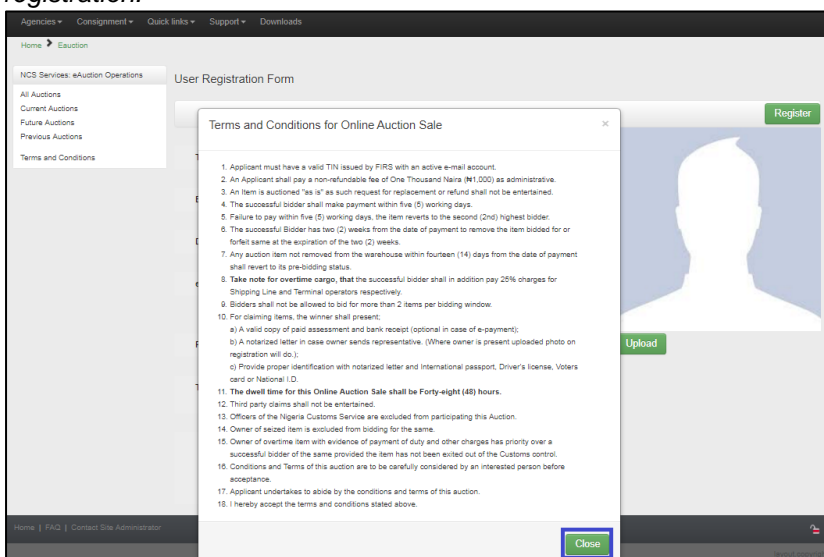 registration.
Agencies Consignment Quick links Support Downloads
Home Eauction
NCS Services: eAuction Operations
All Auctions
Current Auctions
Future Auctions
Previous Auctions
Terms and Conditions
User Registration Form
Register
Terms and Conditions for Online Auction Sale ×
1. Applicant must have a valid TIN issued by FIRS with an active e-mail account.
2. An Applicant shall pay a non-refundable fee of One Thousand Naira (₦1,000) as administrative.
3. An Item is auctioned "as is" as such request for replacement or refund shall not be entertained.
4. The successful bidder shall make payment within five (5) working days.
5. Failure to pay within five (5) working days, the item reverts to the second (2nd) highest bidder.
6. The successful Bidder has two (2) weeks from the date of payment to remove the item bidded for or
forfeit same at the expiration of the two (2) weeks.
7. Any auction item not removed from the warehouse within fourteen (14) days from the date of payment
shall revert to its pre-bidding status.
8. Take note for overtime cargo, that the successful bidder shall in addition pay 25% charges for
Shipping Line and Terminal operators respectively.
9. Bidders shall not be allowed to bid for more than 2 items per bidding window.
10. For claiming items, the winner shall present;
a) A valid copy of paid assessment and bank receipt (optional in case of e-payment);
b) A notarized letter in case owner sends representative. (Where owner is present uploaded photo on
registration will do.);
c) Provide proper identification with notarized letter and International passport, Driver's license, Voters
card or National I.D.
11. The dwell time for this Online Auction Sale shall be Forty-eight (48) hours.
12. Third party claims shall not be entertained.
13. Officers of the Nigeria Customs Service are excluded from participating this Auction.
14. Owner of seized item is excluded from bidding for the same.
15. Owner of overtime item with evidence of payment of duty and other charges has priority over a
successful bidder of the same provided the item has not been exited out of the Customs control.
16. Conditions and Terms of this auction are to be carefully considered by an interested person before
acceptance.
17. Applicant undertakes to abide by the conditions and terms of this auction.
18. I hereby accept the terms and conditions stated above.
Upload
Close
Home | FAQ | Contact Site Administrator